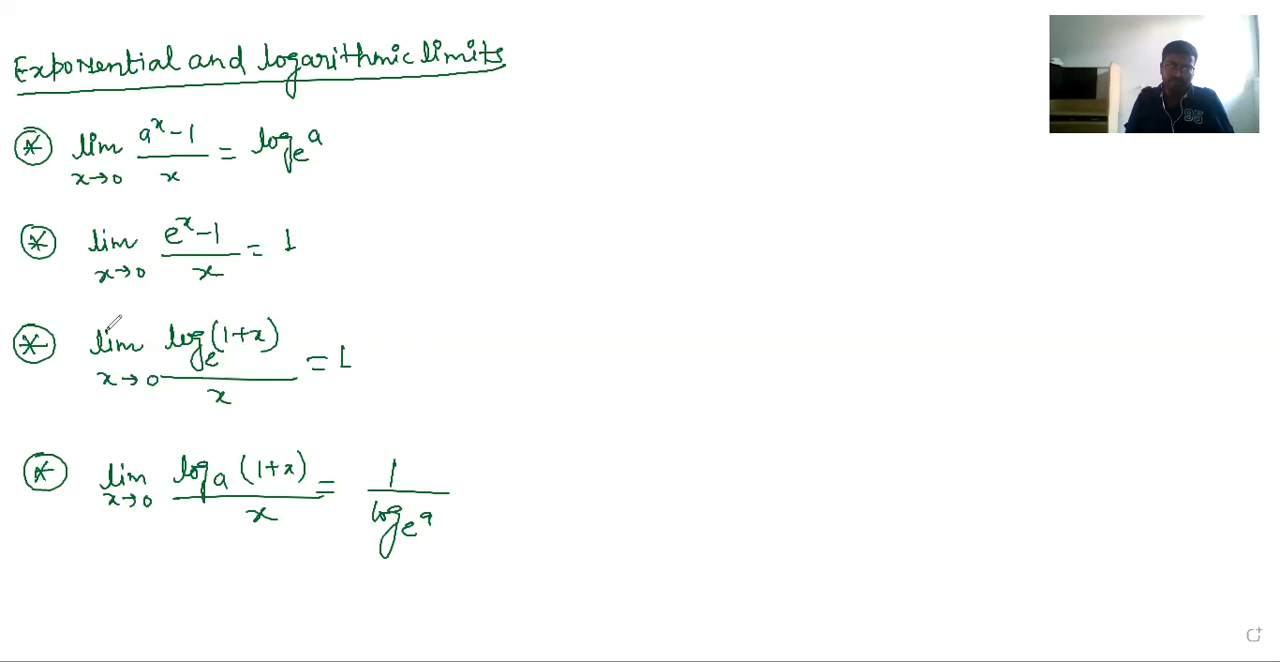 Exponential and logarithmic limits
⊛ lim x→0 (a^x - 1)/x = log_e a
⊛ lim x→0 (e^x - 1)/x = 1
⊛ lim x→0 log_e (1+x)/x = 1
⊛ lim x→0 log_a (1+x)/x = 1/log_e a
95